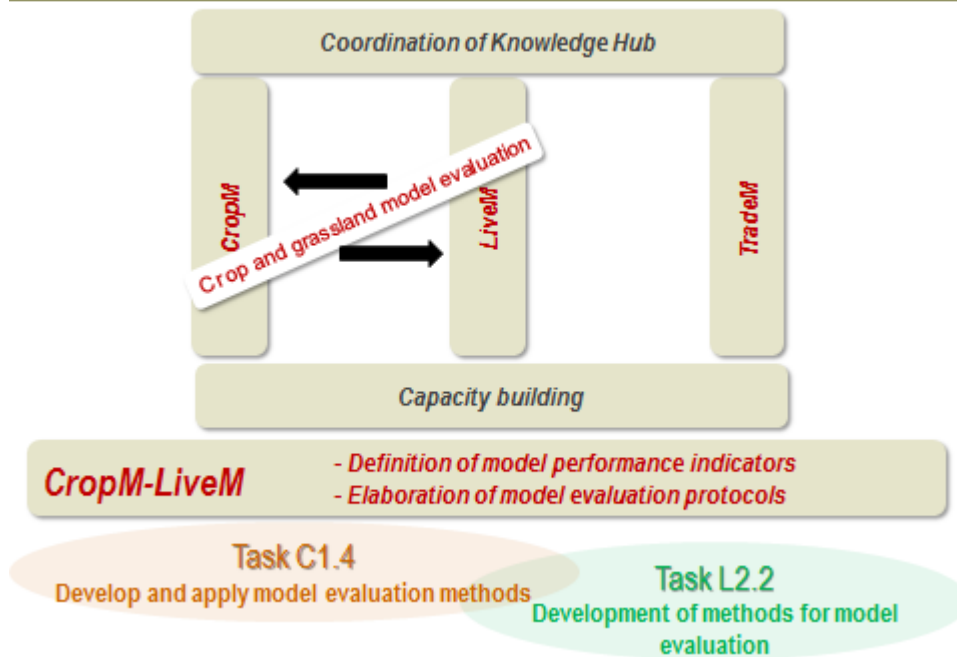 Coordination of Knowledge Hub
CropM
Crop and grassland model evaluation
LiveM
TradeM
Capacity building
CropM-LiveM
- Definition of model performance indicators
- Elaboration of model evaluation protocols
Task C1.4
Develop and apply model evaluation methods
Task L2.2
Development of methods for model
evaluation